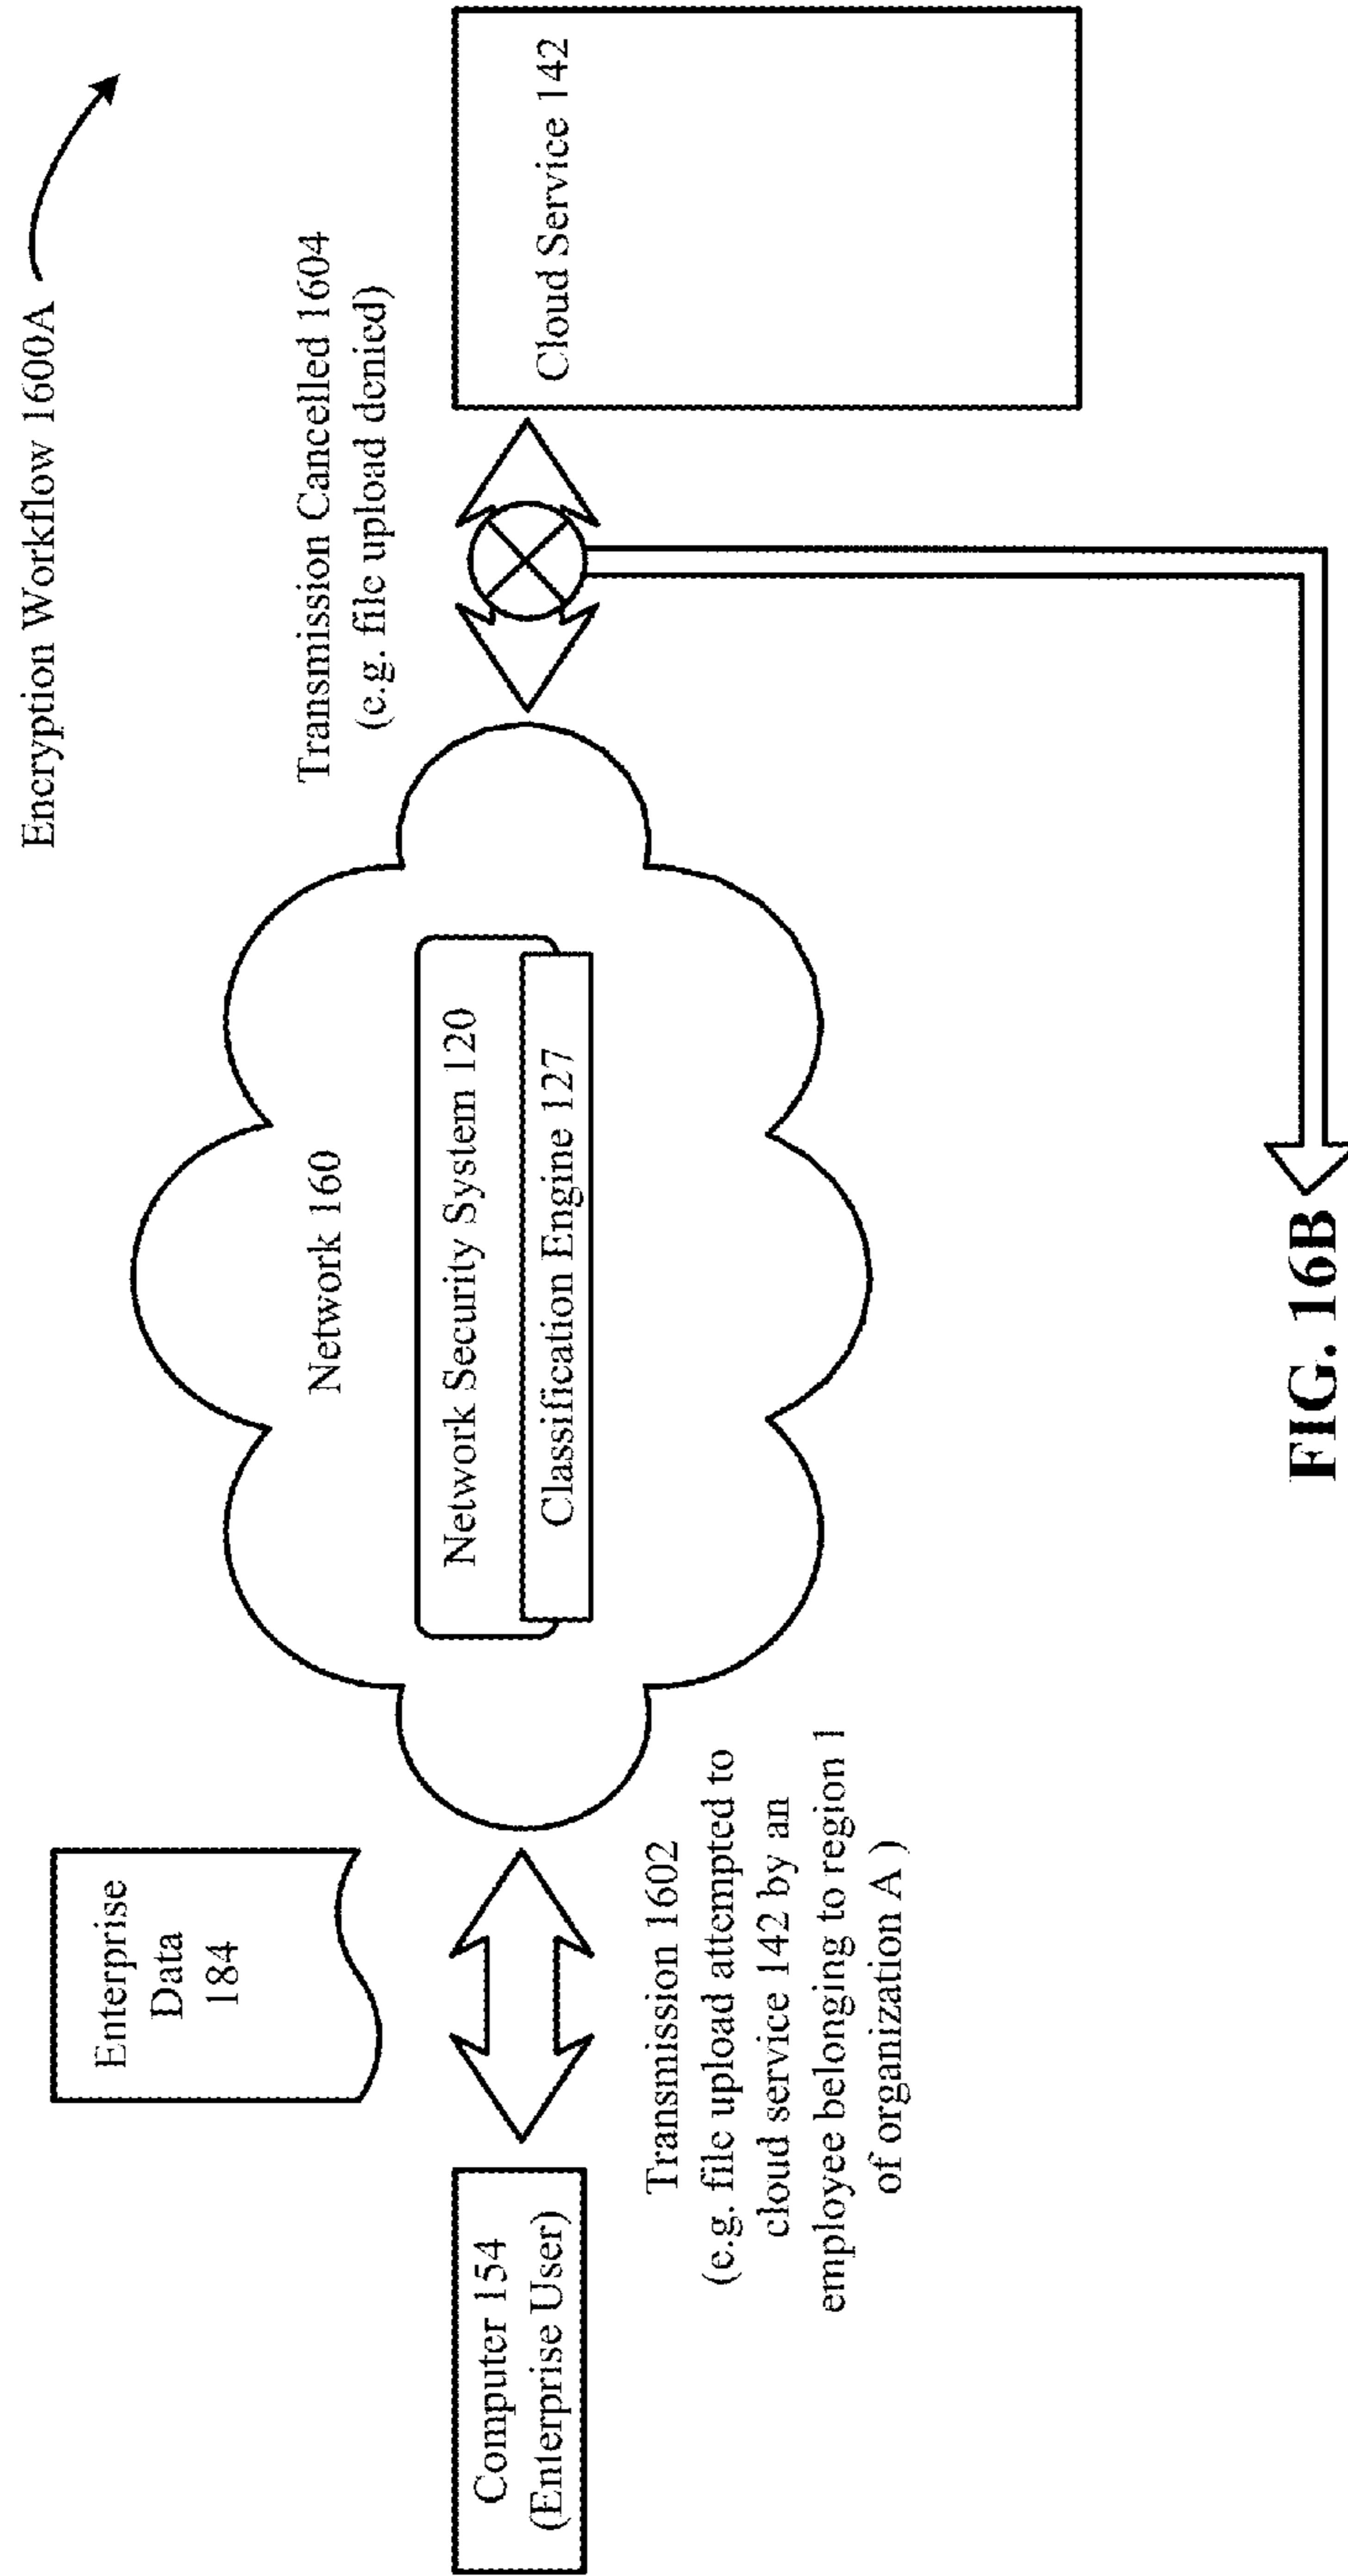 Encryption Workflow 1600A
Enterprise
Data
184
Computer 154
(Enterprise User)
Transmission 1602
(e.g. file upload attempted to
cloud service 142 by an
employee belonging to region 1
of organization A )
Network 160
Network Security System 120
Classification Engine 127
Transmission Cancelled 1604
(e.g. file upload denied)
Cloud Service 142
FIG. 16B